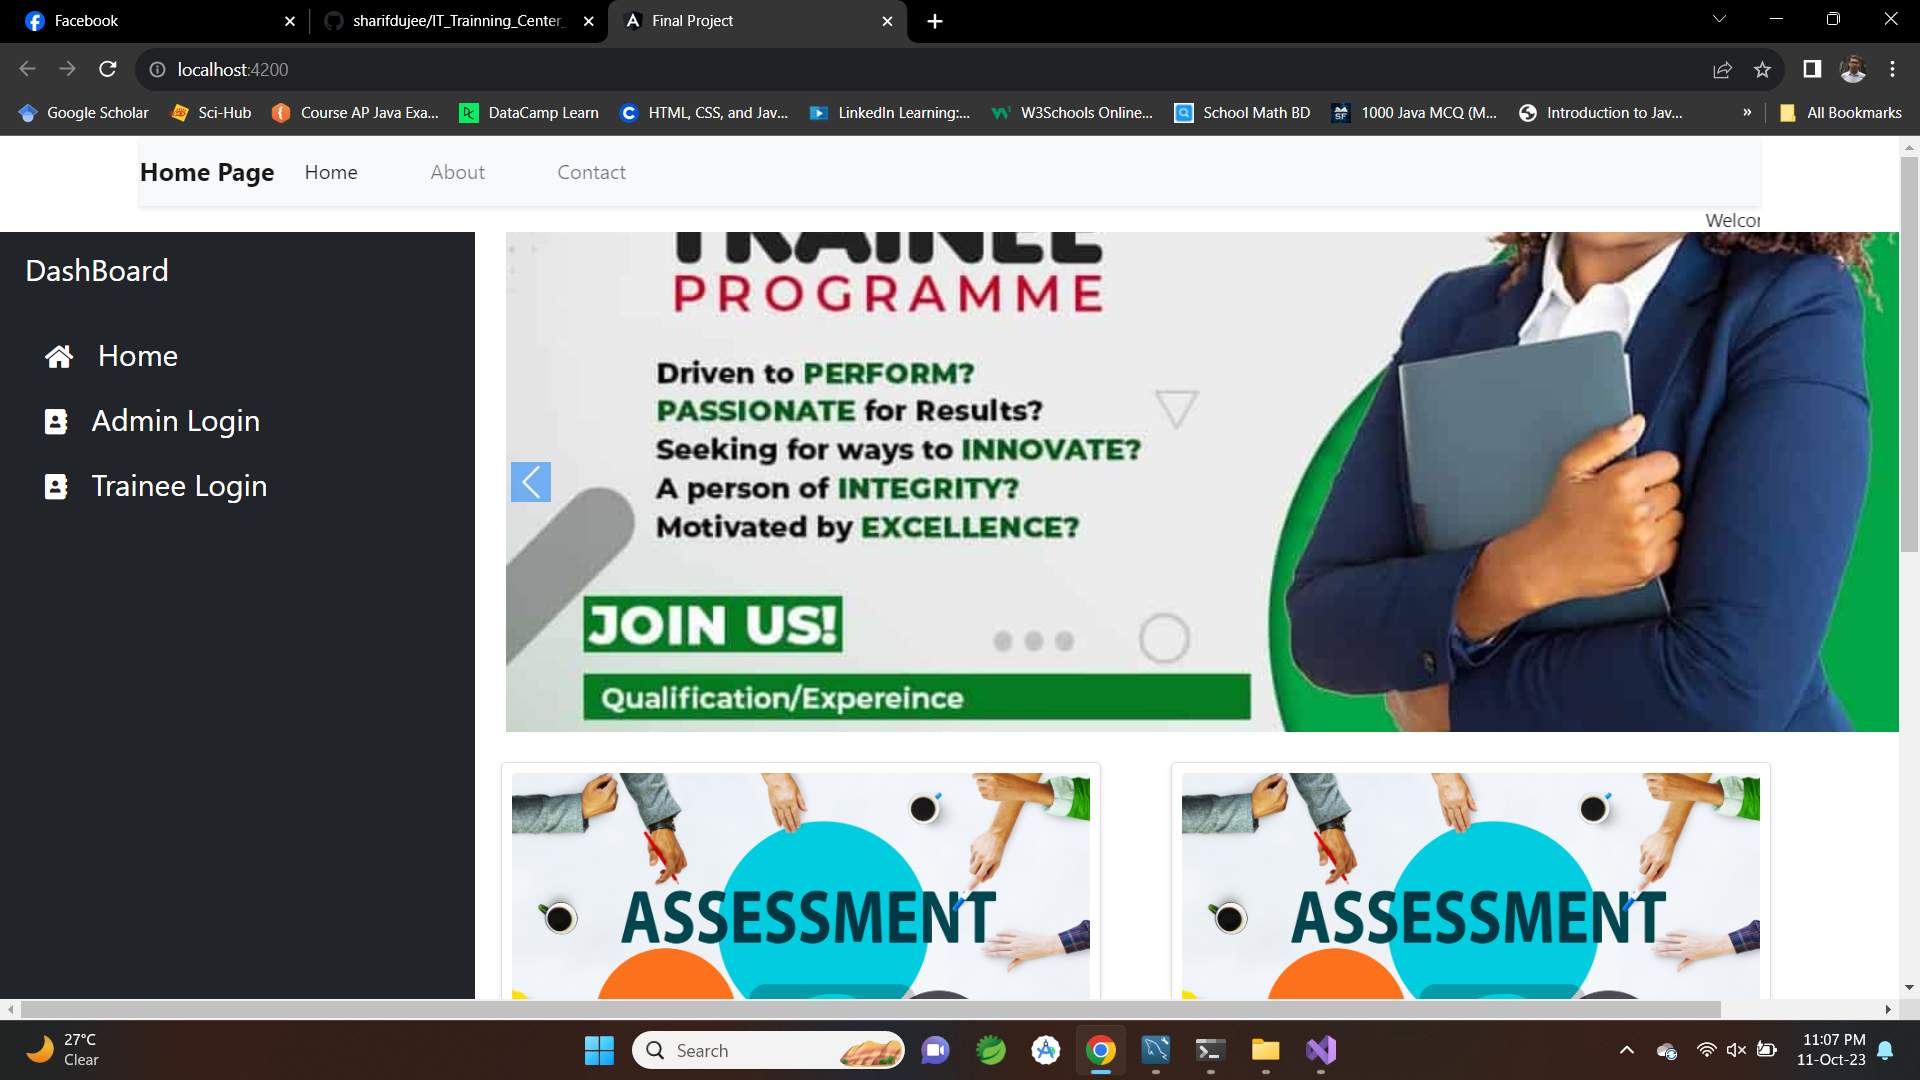 Facebook
sharifdujee/IT_Trainning_Center_
Final Project
localhost:4200
Google Scholar
Sci-Hub
Course AP Java Exa...
DataCamp Learn
HTML, CSS, and Jav...
LinkedIn Learning:...
W3Schools Online...
School Math BD
1000 Java MCQ (M...
Introduction to Jav...
»
All Bookmarks
Home Page Home About Contact
Welcor
DashBoard
Home
Admin Login
Trainee Login
TRAINEE
PROGRAMME
Driven to PERFORM?
PASSIONATE for Results?
Seeking for ways to INNOVATE?
A person of INTEGRITY?
Motivated by EXCELLENCE?
JOIN US!
Qualification/Expereince
ASSESSMENT
ASSESSMENT
27°C
Clear
Search
11:07 PM
11-Oct-23